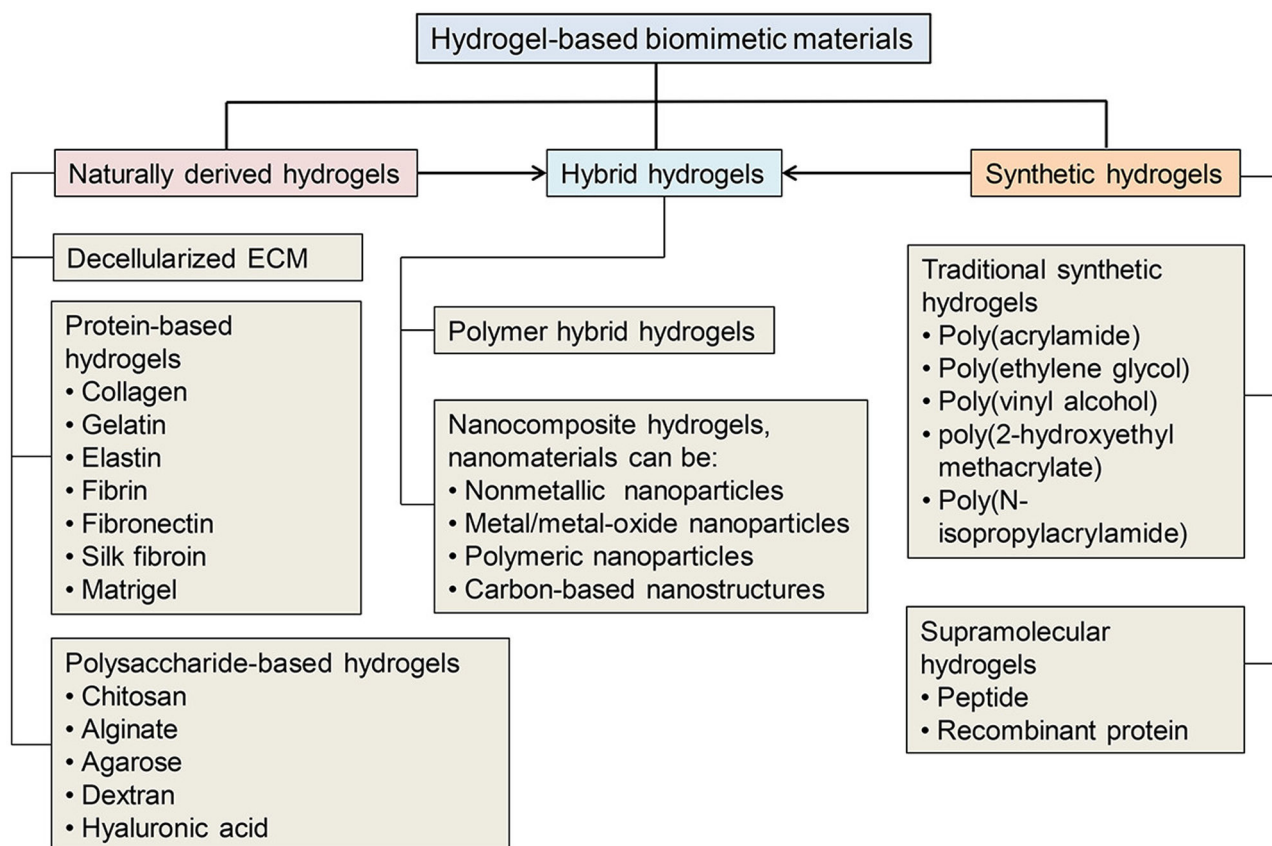 Hydrogel-based biomimetic materials
Naturally derived hydrogels
Hybrid hydrogels
Synthetic hydrogels
Decellularized ECM
Protein-based
hydrogels
• Collagen
• Gelatin
• Elastin
• Fibrin
• Fibronectin
• Silk fibroin
• Matrigel
Polysaccharide-based hydrogels
• Chitosan
• Alginate
• Agarose
• Dextran
• Hyaluronic acid
Polymer hybrid hydrogels
Nanocomposite hydrogels,
nanomaterials can be:
• Nonmetallic nanoparticles
• Metal/metal-oxide nanoparticles
• Polymeric nanoparticles
• Carbon-based nanostructures
Traditional synthetic
hydrogels
• Poly(acrylamide)
• Poly(ethylene glycol)
• Poly(vinyl alcohol)
• poly(2-hydroxyethyl
methacrylate)
• Poly(N-
isopropylacrylamide)
Supramolecular
hydrogels
• Peptide
• Recombinant protein